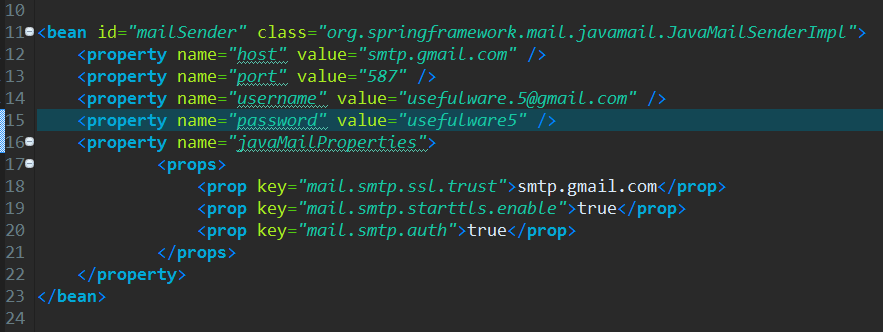 10
11 <bean id="mailSender" class="org.springframework.mail.javamail.JavaMailSenderImpl">
12     <property name="host" value="smtp.gmail.com" />
13     <property name="port" value="587" />
14     <property name="username" value="usefulware.5@gmail.com" />
15     <property name="password" value="usefulware5" />
16     <property name="javaMailProperties">
17             <props>
18                 <prop key="mail.smtp.ssl.trust">smtp.gmail.com</prop>
19                 <prop key="mail.smtp.starttls.enable">true</prop>
20                 <prop key="mail.smtp.auth">true</prop>
21             </props>
22     </property>
23 </bean>
24